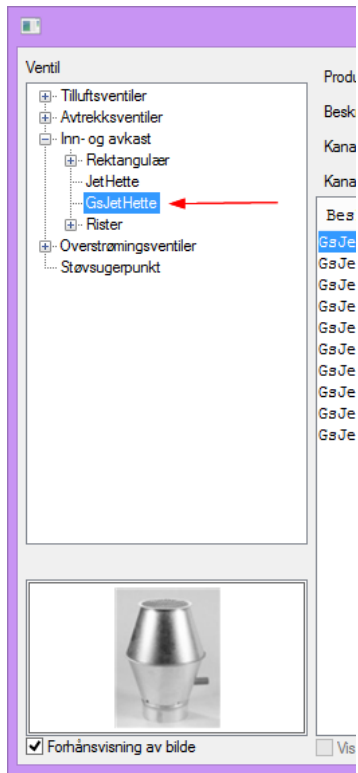 Ventil
Tilluftsventiler
Avtrekksventiler
Inn- og avkast
Rektangulær
JetHette
GsJetHette
Rister
Overstrømingsventiler
Støvsugerpunkt
Forhånsvisning av bilde
Produ
Besk
Kana
Kana
Bes
GsJe
GsJe
GsJe
GsJe
GsJe
GsJe
GsJe
GsJe
GsJe
GsJe
Vis